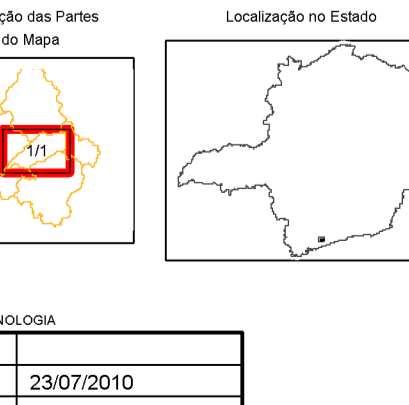 ção das Partes
do Mapa
Localização no Estado
1/1
NOLOGIA
23/07/2010